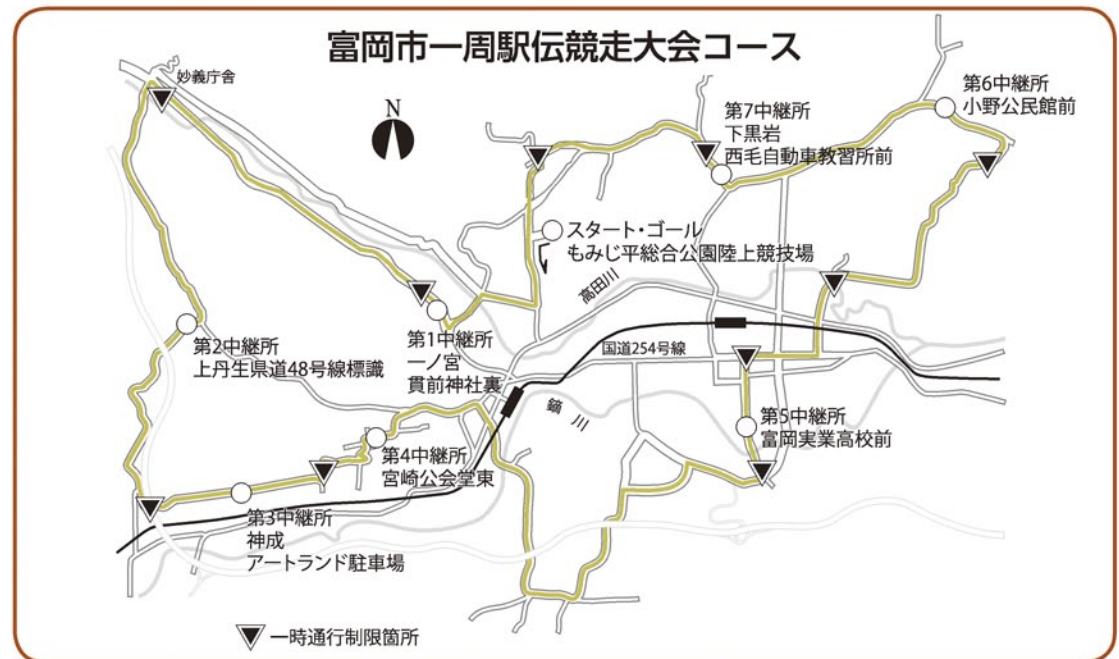 富岡市一周駅伝競走大会コース
妙義庁舎
N
第6中継所
小野公民館前
第7中継所
下黒岩
西毛自動車教習所前
スタート・ゴール
もみじ平総合公園陸上競技場
高田川
第2中継所
上丹生県道48号線標識
第1中継所
一ノ宮
貫前神社裏
国道254号線
鏑川
第5中継所
富岡実業高校前
第4中継所
宮崎公会堂東
第3中継所
神成
アートランド駐車場
一時通行制限箇所